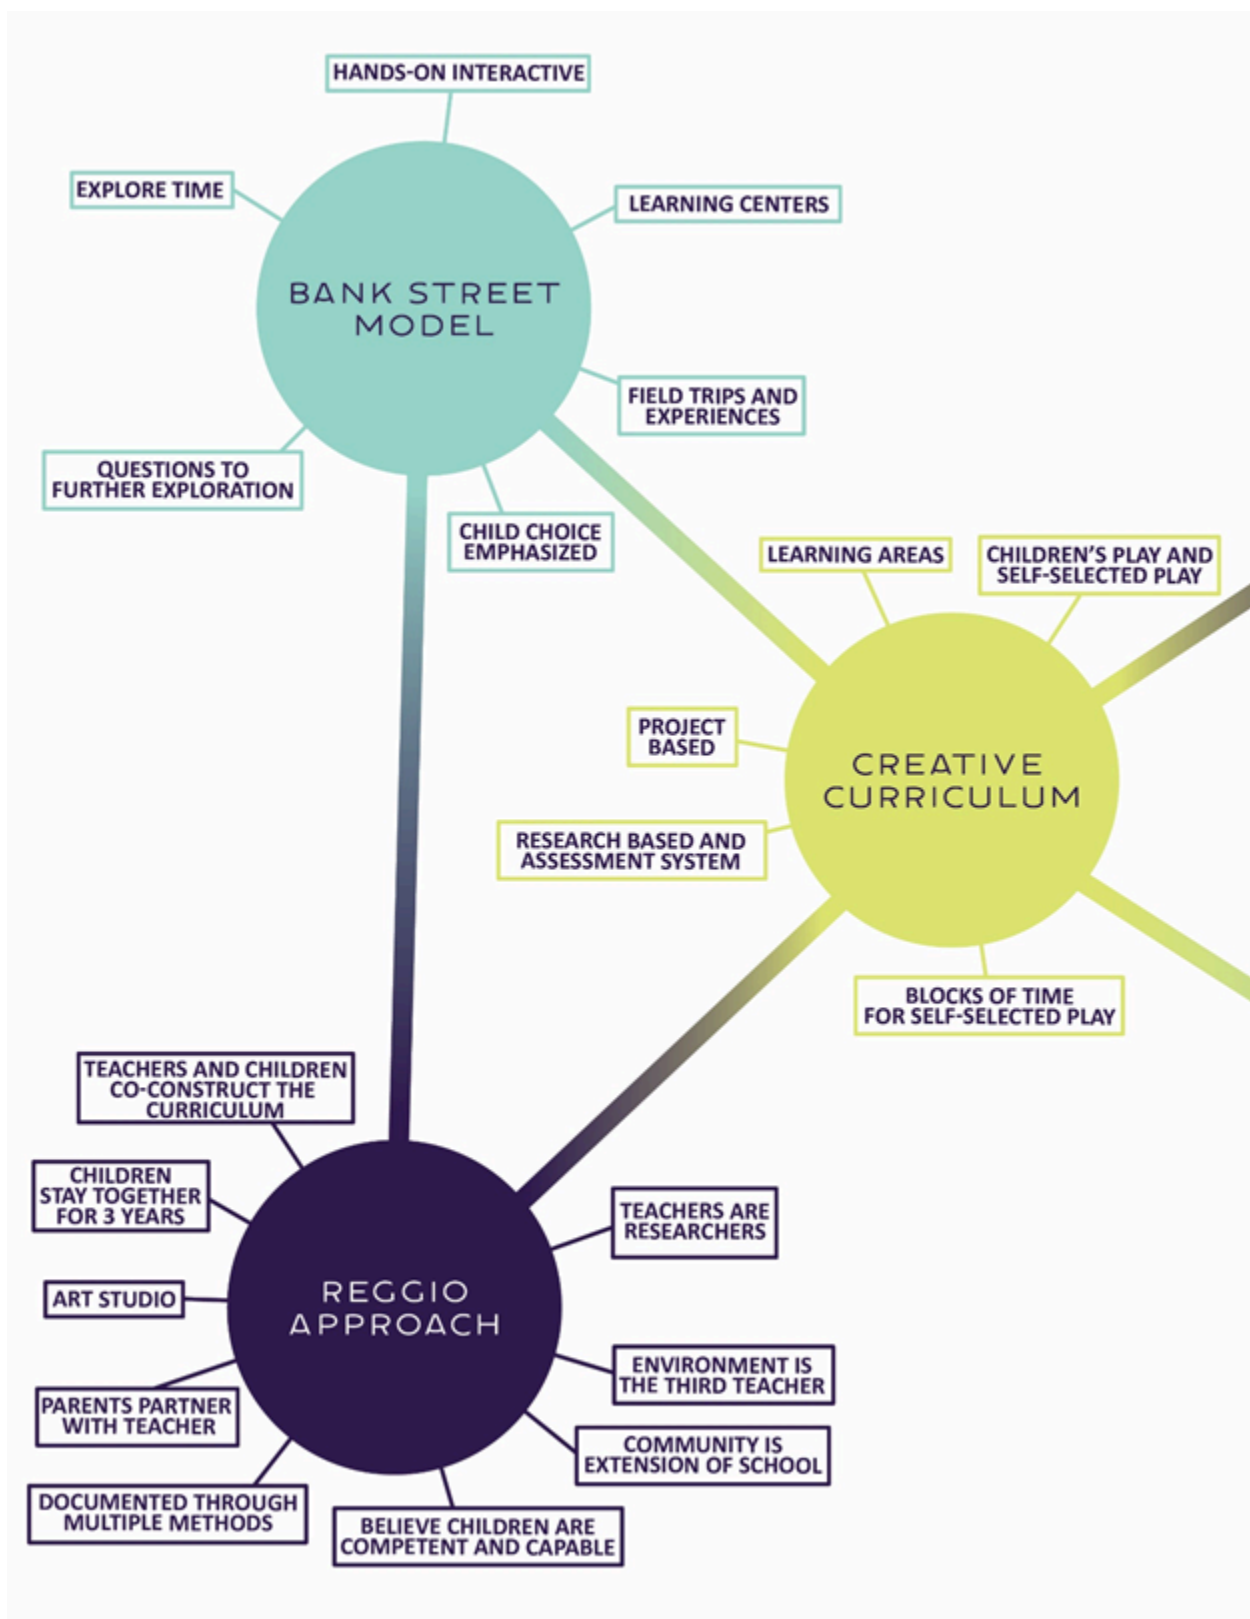 HANDS-ON INTERACTIVE
EXPLORE TIME
LEARNING CENTERS
BANK STREET
MODEL
FIELD TRIPS AND
EXPERIENCES
QUESTIONS TO
FURTHER EXPLORATION
CHILD CHOICE
EMPHASIZED
LEARNING AREAS
CHILDREN'S PLAY AND
SELF-SELECTED PLAY
PROJECT
BASED
CREATIVE
CURRICULUM
RESEARCH BASED AND
ASSESSMENT SYSTEM
BLOCKS OF TIME
FOR SELF-SELECTED PLAY
TEACHERS AND CHILDREN
CO-CONSTRUCT THE
CURRICULUM
CHILDREN
STAY TOGETHER
FOR 3 YEARS
TEACHERS ARE
RESEARCHERS
ART STUDIO
REGGIO
APPROACH
ENVIRONMENT IS
THE THIRD TEACHER
PARENTS PARTNER
WITH TEACHER
COMMUNITY IS
EXTENSION OF SCHOOL
DOCUMENTED THROUGH
MULTIPLE METHODS
BELIEVE CHILDREN ARE
COMPETENT AND CAPABLE